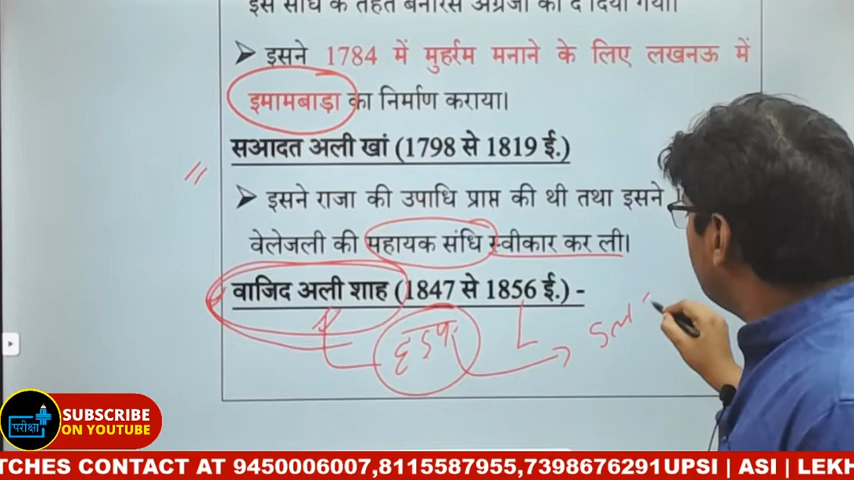 इस संधि के तहत बनारस अंग्रेजों को दे दिया गया।
➤ इसने 1784 में मुहर्रम मनाने के लिए लखनऊ में
इमामबाड़ा का निर्माण कराया।
सआदत अली खां (1798 से 1819 ई.)
➤ इसने राजा की उपाधि प्राप्त की थी तथा इसने
वेलेजली की सहायक संधि स्वीकार कर ली।
वाजिद अली शाह (1847 से 1856 ई.) -
हड़प
परीक्षा
SUBSCRIBE
ON YOUTUBE
TCHES CONTACT AT 9450006007,8115587955,7398676291UPSI | ASI | LEKH